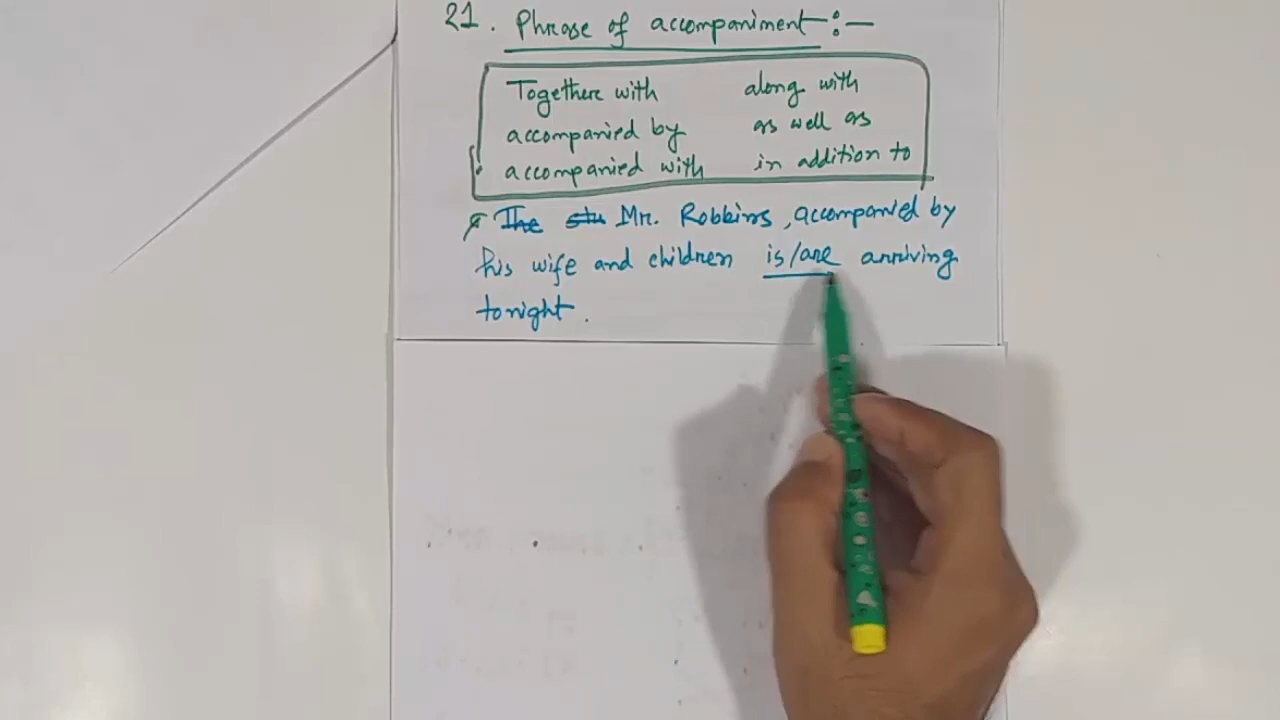 21. Phrase of accompaniment :—
Togethere with along with
accompanied by as well as
accompanied with in addition to
The stu Mr. Robbins, accompanied by
his wife and children is/are arriving
tonight.